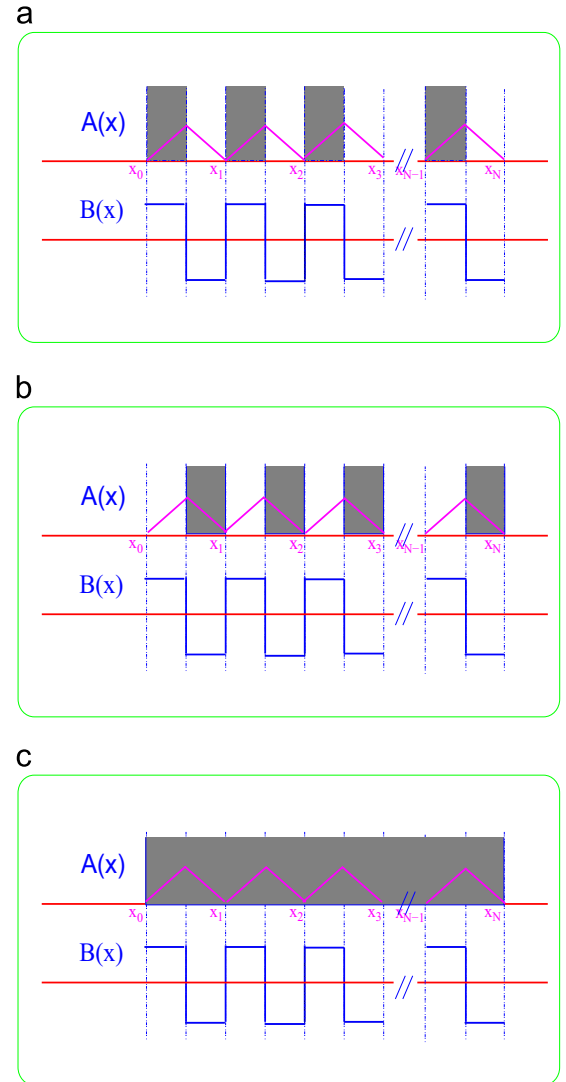 a
A(x)
x0 x1 x2 x3 xN−1 xN
B(x)
b
A(x)
x0 x1 x2 x3 xN−1 xN
B(x)
c
A(x)
x0 x1 x2 x3 xN−1 xN
B(x)